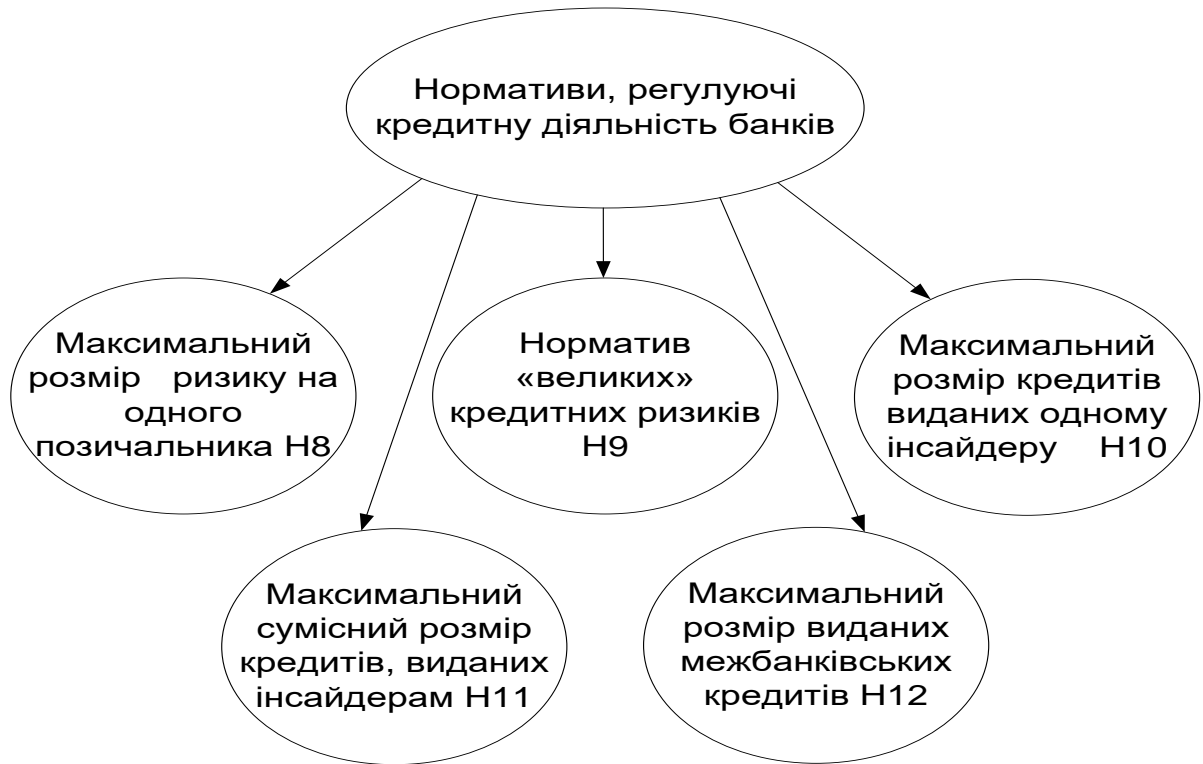 Нормативи, регулуючі
кредитну діяльність банків
Максимальний
розмір ризику на
одного
позичальника Н8
Норматив
«великих»
кредитних ризиків
Н9
Максимальний
розмір кредитів
виданих одному
інсайдеру Н10
Максимальний
сумісний розмір
кредитів, виданих
інсайдерам Н11
Максимальний
розмір виданих
межбанківських
кредитів Н12